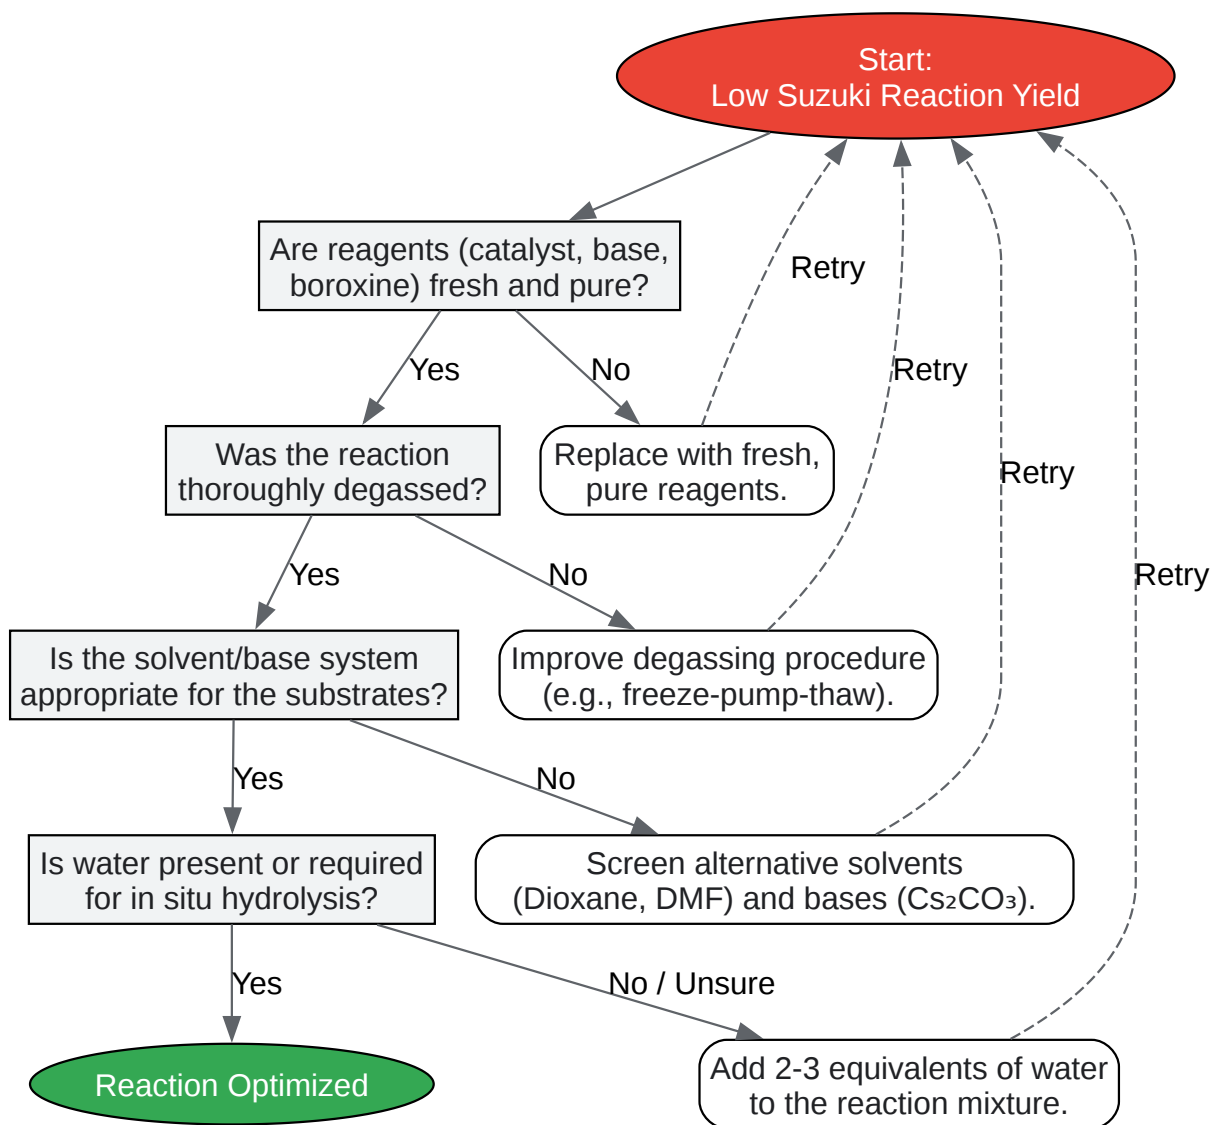 Start:
Low Suzuki Reaction Yield
Are reagents (catalyst, base,
boroxine) fresh and pure?
Retry
Yes
No
Retry
Was the reaction
thoroughly degassed?
Replace with fresh,
pure reagents.
Retry
Yes
No
Retry
Is the solvent/base system
appropriate for the substrates?
Improve degassing procedure
(e.g., freeze-pump-thaw).
Yes
No
Is water present or required
for in situ hydrolysis?
Screen alternative solvents
(Dioxane, DMF) and bases (Cs₂CO₃).
Yes
No / Unsure
Reaction Optimized
Add 2-3 equivalents of water
to the reaction mixture.